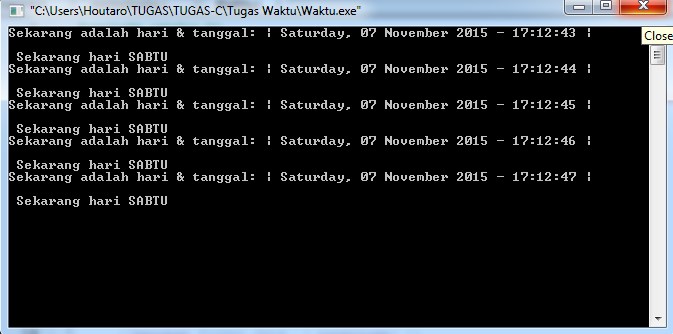 "C:\Users\Houtaro\TUGAS\TUGAS-C\Tugas Waktu\Waktu.exe"
Close
Sekarang adalah hari & tanggal: ¦ Saturday, 07 November 2015 - 17:12:43 ¦
Sekarang hari SABTU
Sekarang adalah hari & tanggal: ¦ Saturday, 07 November 2015 - 17:12:44 ¦
Sekarang hari SABTU
Sekarang adalah hari & tanggal: ¦ Saturday, 07 November 2015 - 17:12:45 ¦
Sekarang hari SABTU
Sekarang adalah hari & tanggal: ¦ Saturday, 07 November 2015 - 17:12:46 ¦
Sekarang hari SABTU
Sekarang adalah hari & tanggal: ¦ Saturday, 07 November 2015 - 17:12:47 ¦
Sekarang hari SABTU